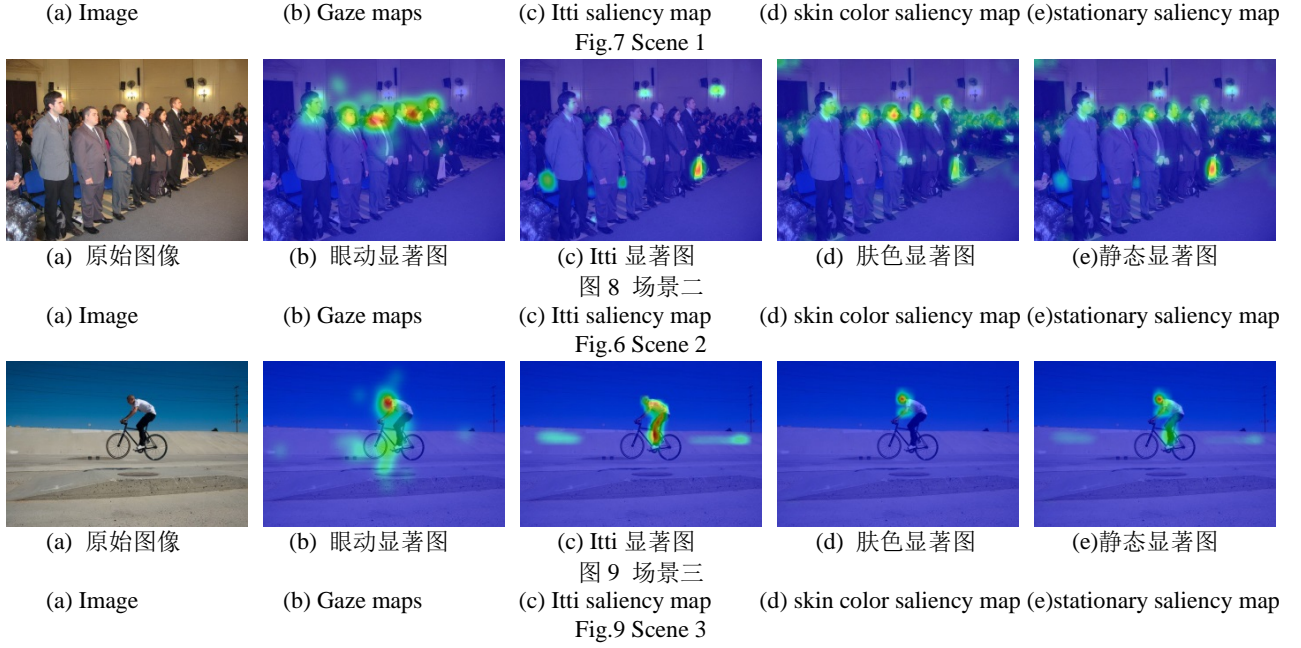 (a) Image (b) Gaze maps (c) Itti saliency map (d) skin color saliency map (e)stationary saliency map
Fig.7 Scene 1
(a) 原始图像 (b) 眼动显著图 (c) Itti 显著图 (d) 肤色显著图 (e)静态显著图
图 8 场景二
(a) Image (b) Gaze maps (c) Itti saliency map (d) skin color saliency map (e)stationary saliency map
Fig.6 Scene 2
(a) 原始图像 (b) 眼动显著图 (c) Itti 显著图 (d) 肤色显著图 (e)静态显著图
图 9 场景三
(a) Image (b) Gaze maps (c) Itti saliency map (d) skin color saliency map (e)stationary saliency map
Fig.9 Scene 3